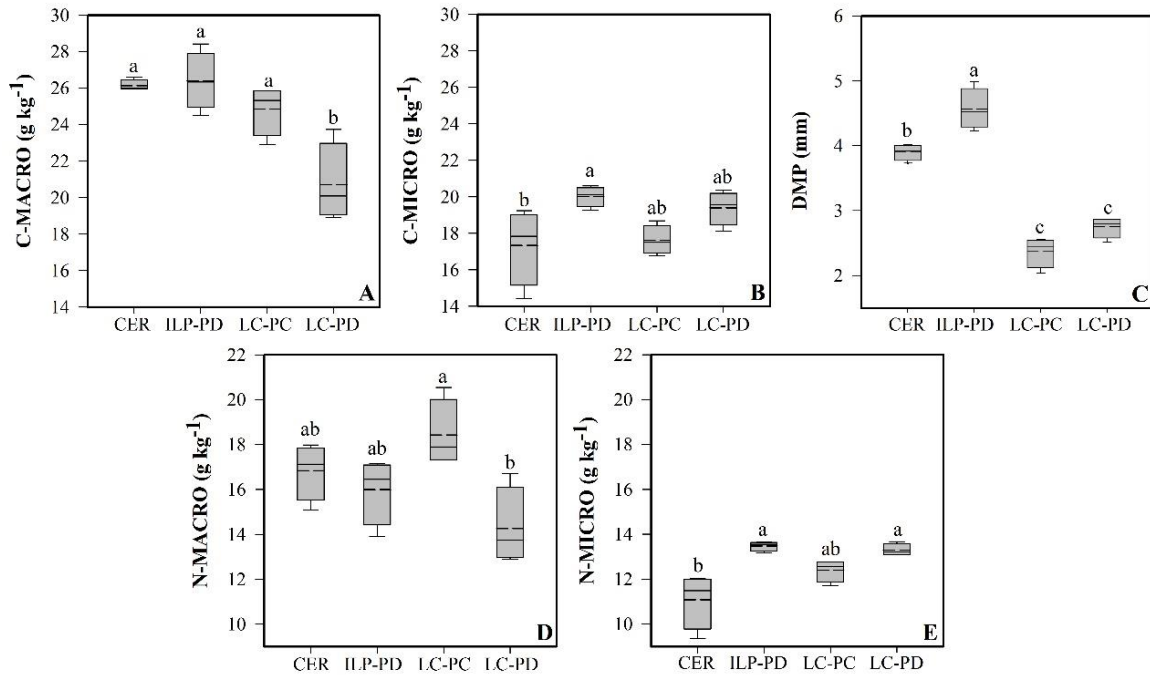 30
28
26
24
22
20
18
16
14
C-MACRO (g kg-1)
a
a
a
b
A
CER ILP-PD LC-PC LC-PD
30
28
26
24
22
20
18
16
14
C-MICRO (g kg-1)
b
a
ab
ab
B
CER ILP-PD LC-PC LC-PD
6
5
4
3
2
DMP (mm)
b
a
c
c
C
CER ILP-PD LC-PC LC-PD
22
20
18
16
14
12
10
N-MACRO (g kg-1)
ab
ab
a
b
D
CER ILP-PD LC-PC LC-PD
22
20
18
16
14
12
10
N-MICRO (g kg-1)
b
a
ab
a
E
CER ILP-PD LC-PC LC-PD